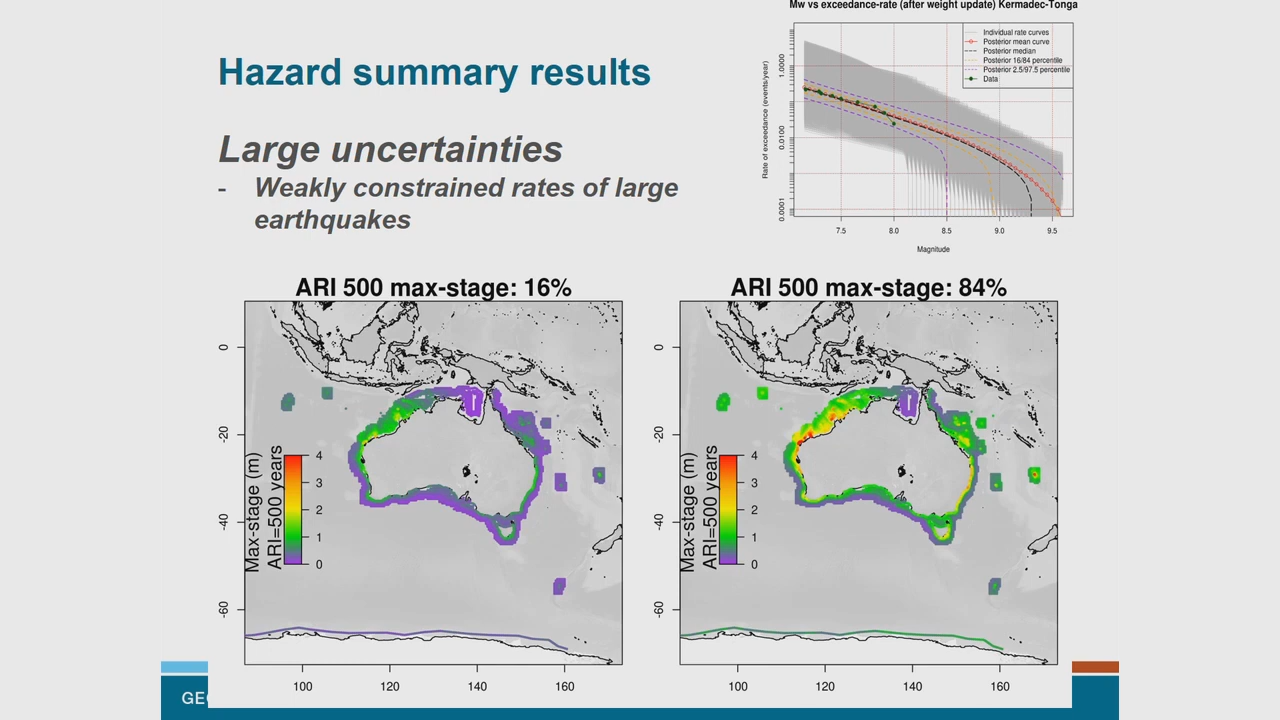 Mw vs exceedance-rate (after weight update) Kermadec-Tonga
Individual rate curves
Posterior mean curve
Posterior median
Posterior 16/84 percentile
Posterior 2.5/97.5 percentile
Data
Rate of exceedance (events/year)
1.0000
0.0100
0.0001
7.5 8.0 8.5 9.0 9.5
Magnitude
Hazard summary results
Large uncertainties
- Weakly constrained rates of large
earthquakes
ARI 500 max-stage: 16%
0
-20
-40
-60
Max-stage (m)
ARI=500 years
4
3
2
1
0
100 120 140 160
ARI 500 max-stage: 84%
0
-20
-40
-60
Max-stage (m)
ARI=500 years
4
3
2
1
0
100 120 140 160